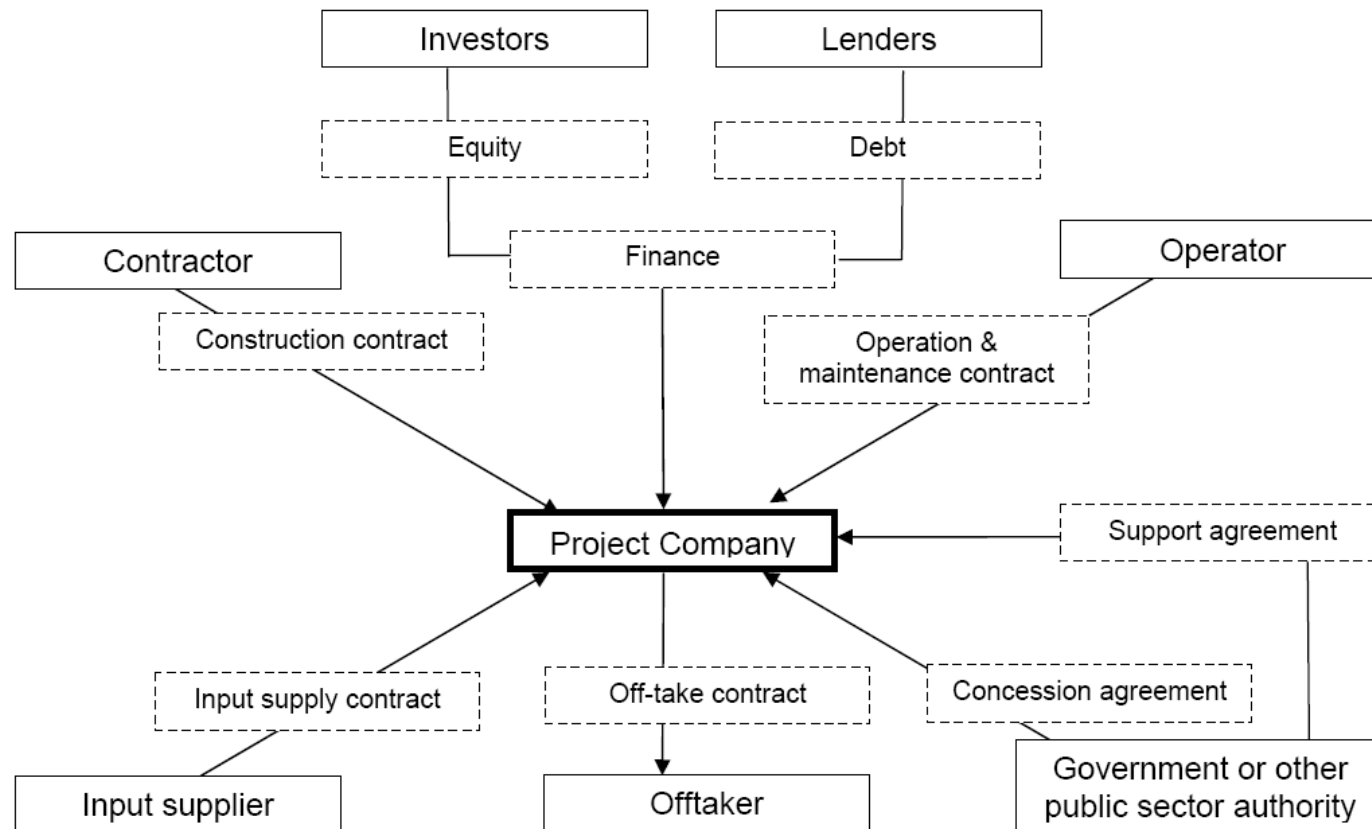 Investors
Lenders
Equity
Debt
Contractor
Finance
Operator
Construction contract
Operation &
maintenance contract
Project Company
Support agreement
Input supply contract
Off-take contract
Concession agreement
Input supplier
Offtaker
Government or other
public sector authority